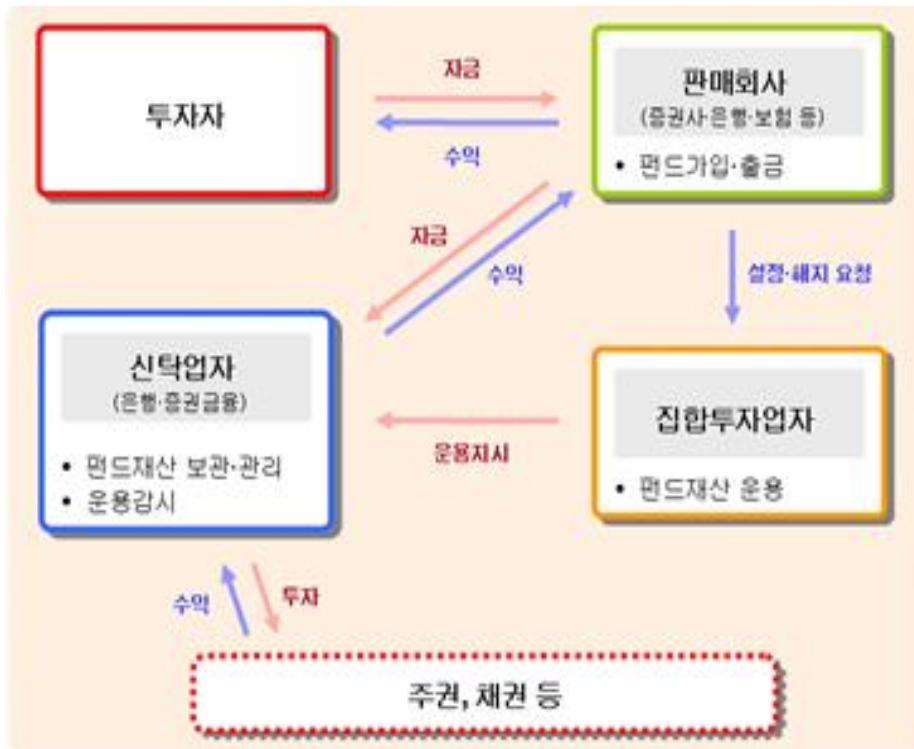 투자자
자금
수익
판매회사
(증권사·은행·보험 등)
• 펀드가입·출금
자금
수익
설정·해지 요청
신탁업자
(은행·증권금융)
• 펀드재산 보관·관리
• 운용감시
운용지시
집합투자업자
• 펀드재산 운용
수익
투자
주권, 채권 등